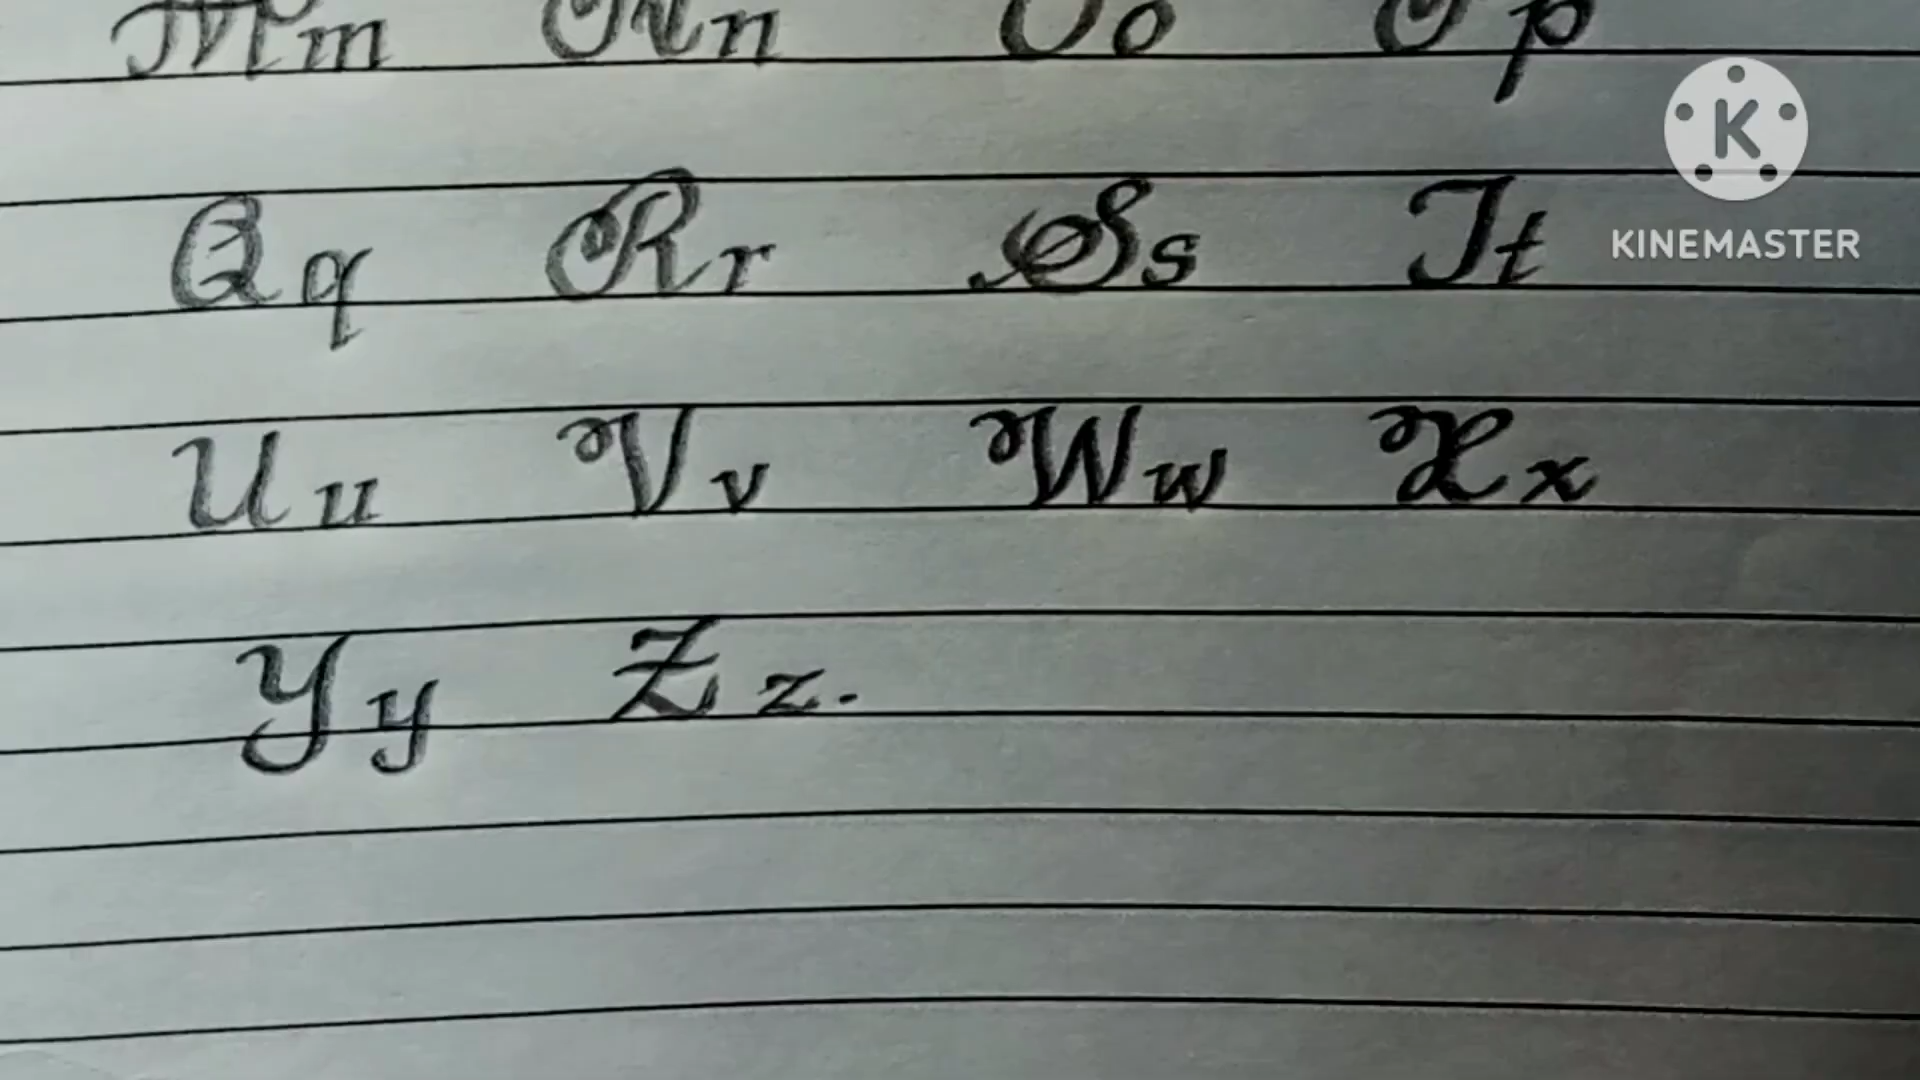 Mm Nn Oo Pp
Qq Rr Ss Tt
Uu Vv Ww Xx
Yy Zz.
K
KINEMASTER